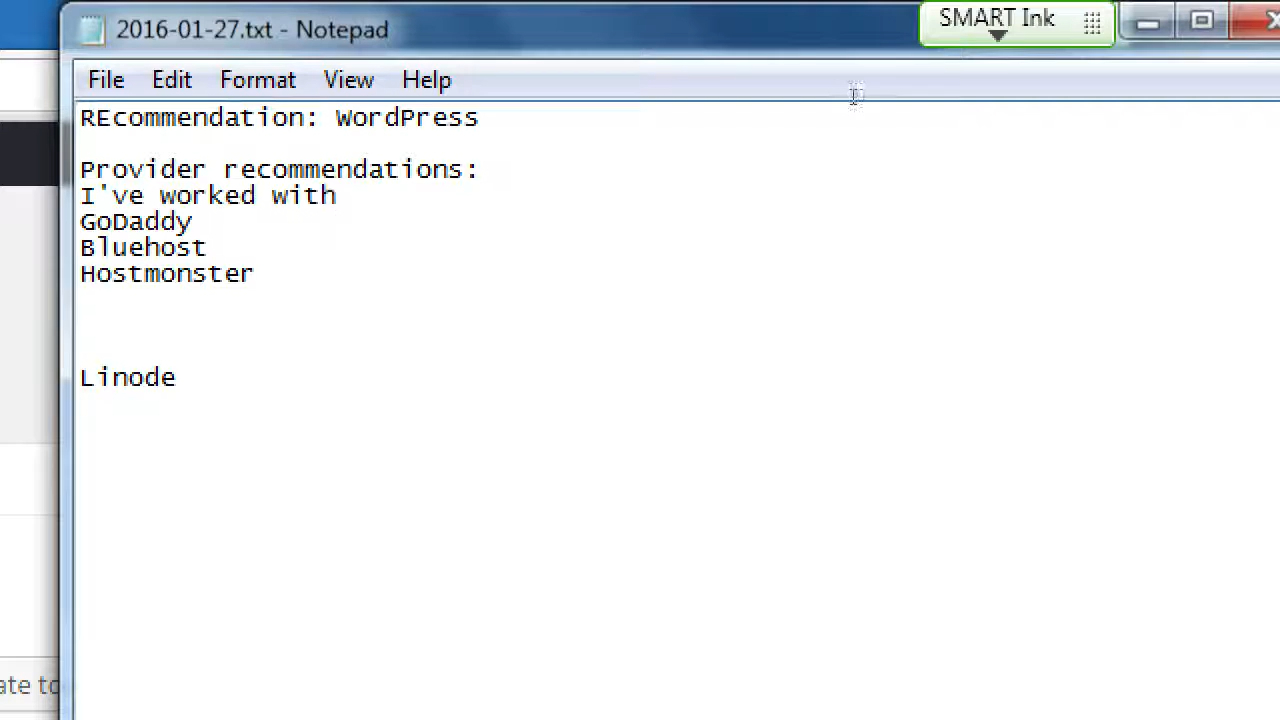 2016-01-27.txt - Notepad
SMART Ink
File Edit Format View Help
REcommendation: WordPress
Provider recommendations:
I've worked with
GoDaddy
Bluehost
Hostmonster
Linode
ate to